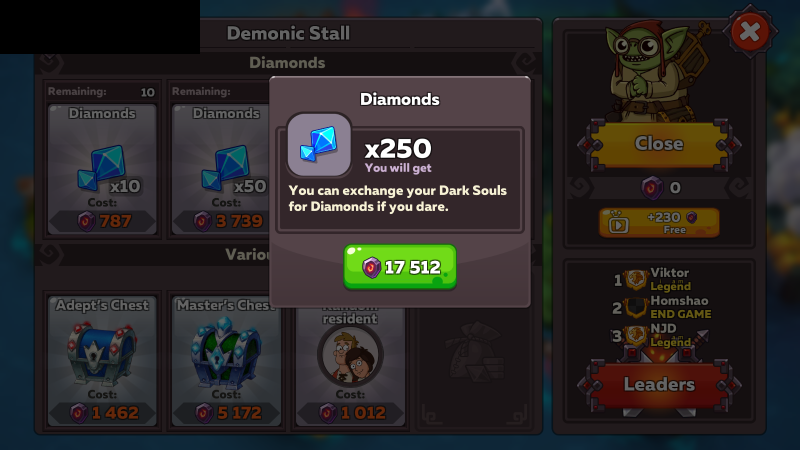 Demonic Stall
Diamonds
Remaining: 10
Remaining:
Diamonds
Diamonds
x10
x50
Cost:
Cost:
787
3 739
Diamonds
x250
You will get
You can exchange your Dark Souls
for Diamonds if you dare.
17 512
Variou
Adept's Chest
Master's Chest
Random
resident
Cost:
Cost:
Cost:
1 462
5 172
1 012
Close
0
+230
Free
1
Viktor
Legend
2
Homshao
END GAME
3
NJD
Legend
Leaders